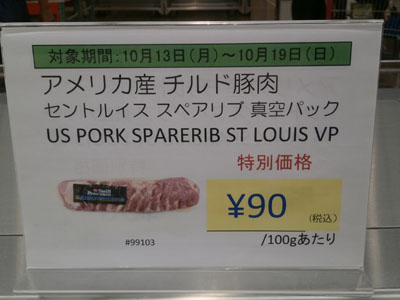 対象期間:10月13日(月)～10月19日(日)
アメリカ産 チルド豚肉
セントルイス スペアリブ 真空パック
US PORK SPARERIB ST LOUIS VP
特別価格
¥90
(税込)
/100gあたり
#99103